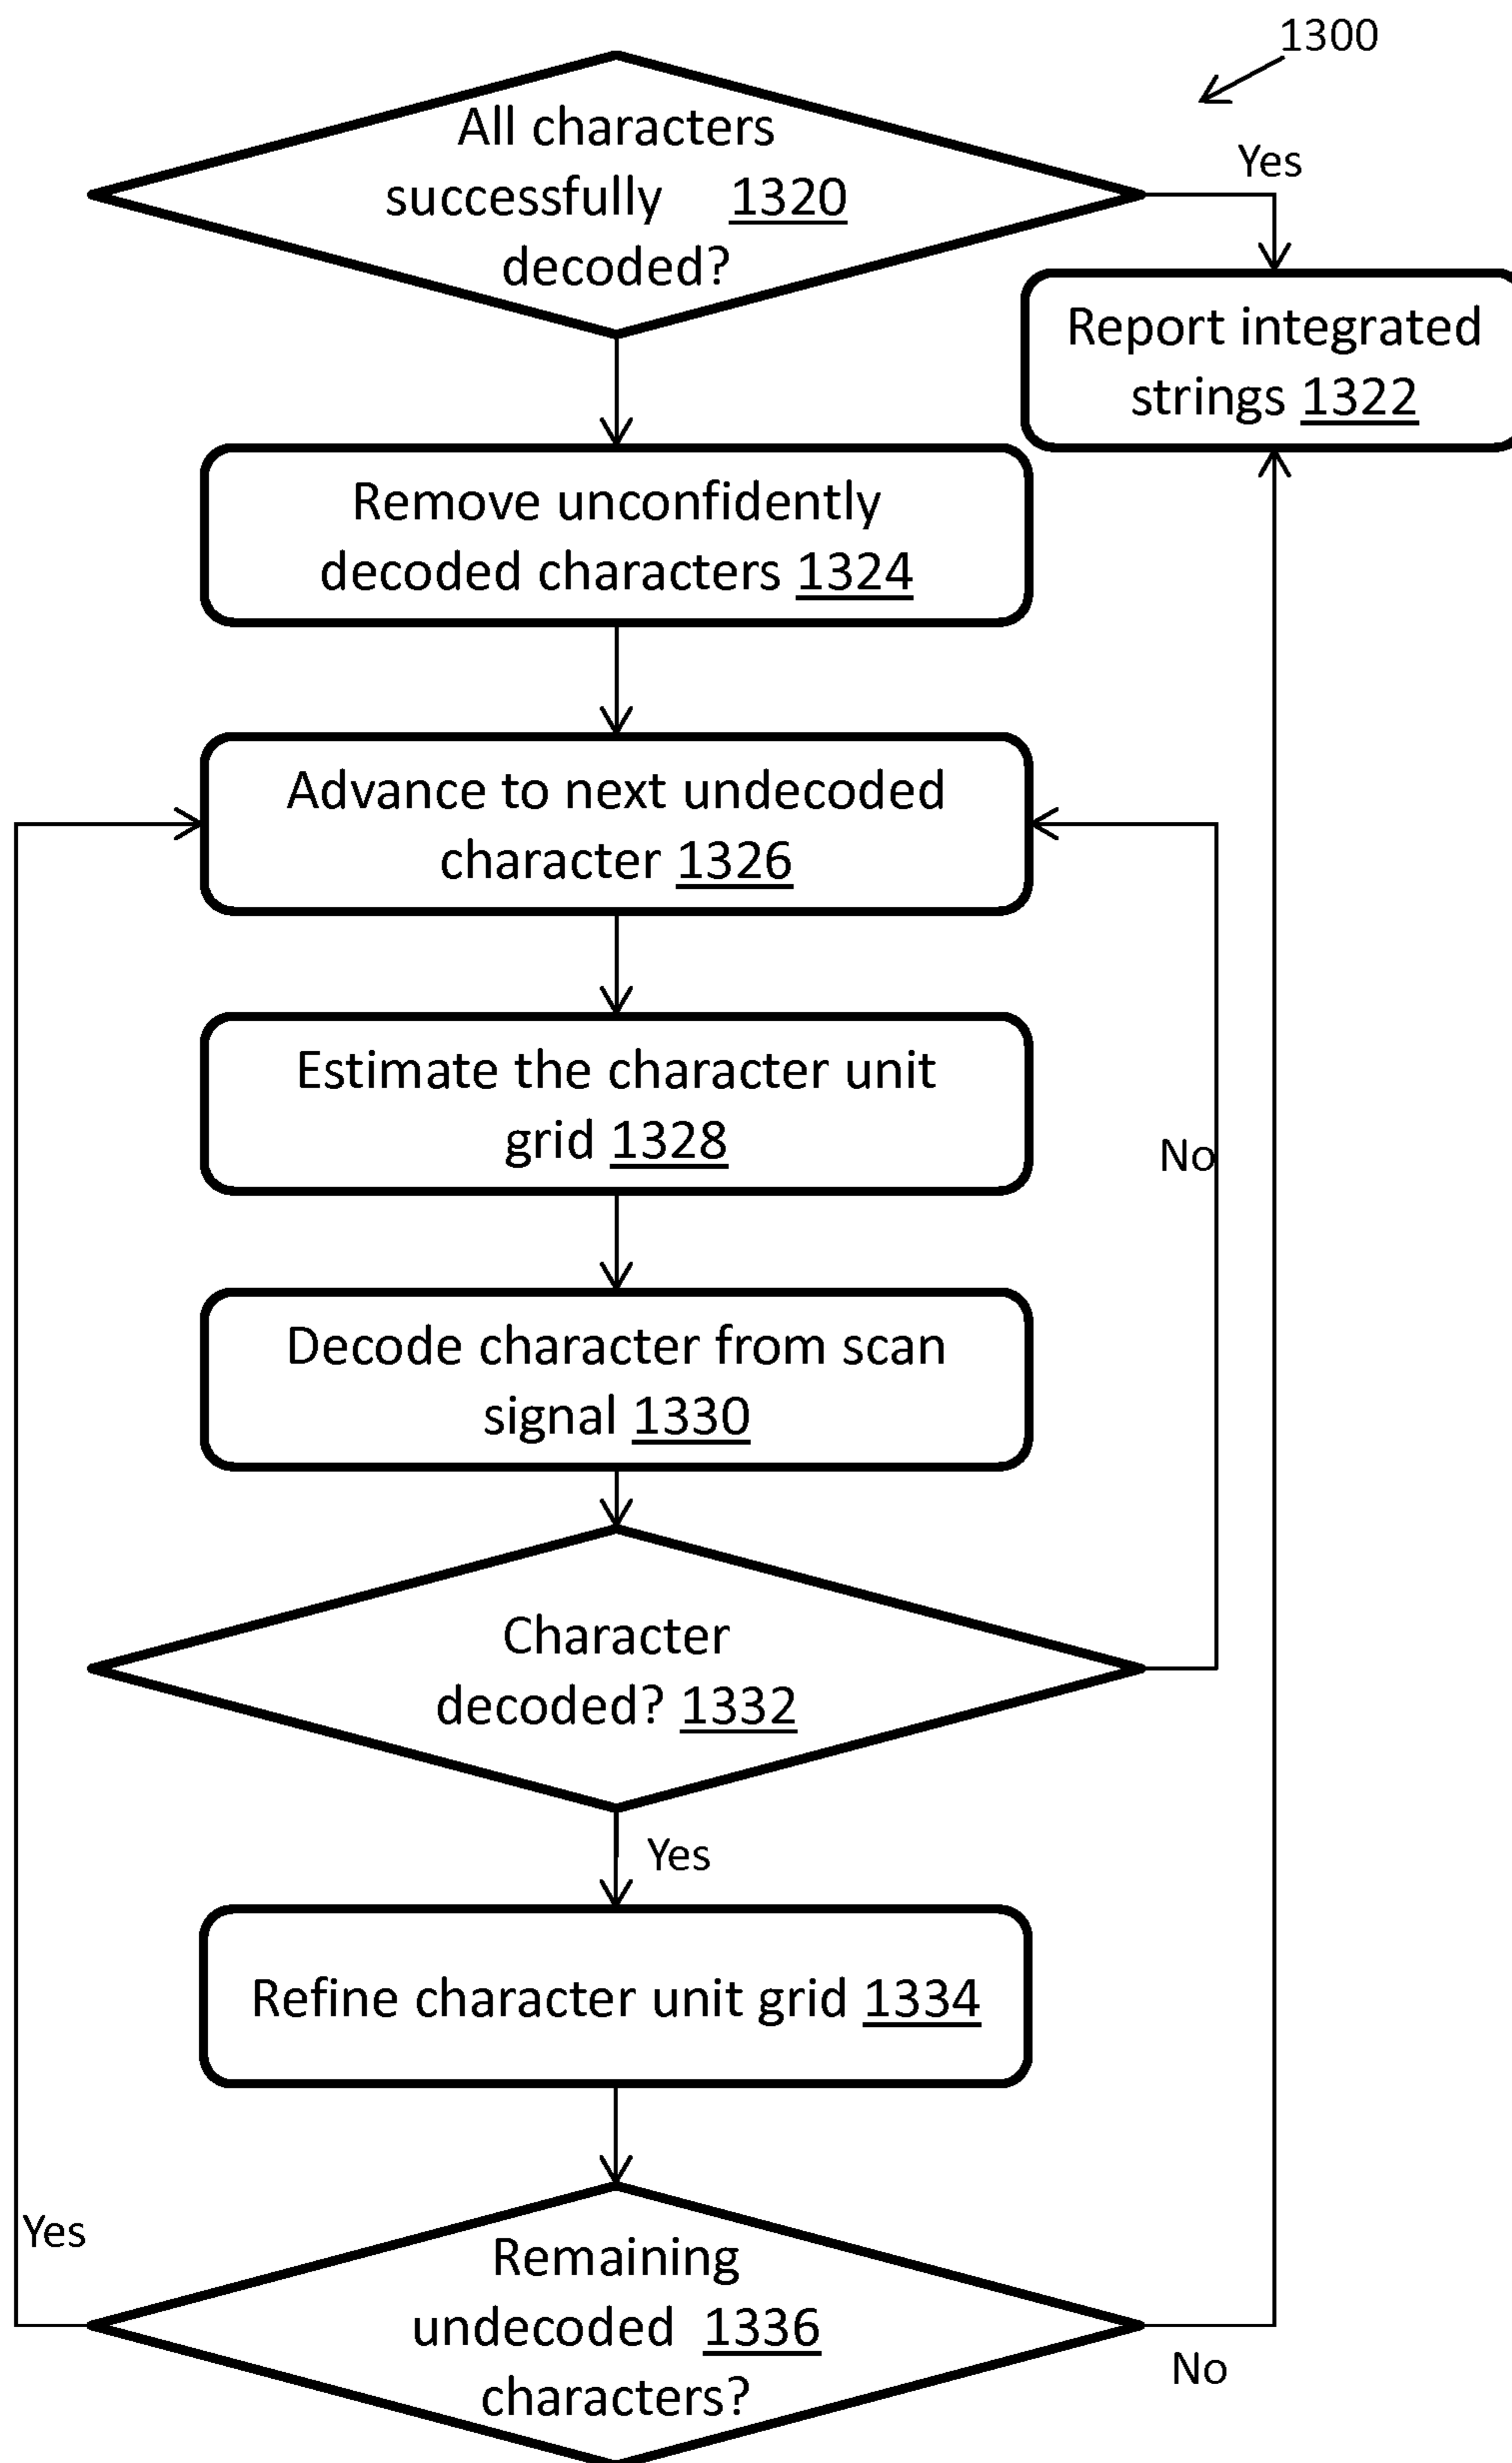 1300
All characters
successfully 1320
decoded?
Yes
Report integrated
strings 1322
Remove unconfidently
decoded characters 1324
Advance to next undecoded
character 1326
Estimate the character unit
grid 1328
No
Decode character from scan
signal 1330
Character
decoded? 1332
Yes
Refine character unit grid 1334
Yes
Remaining
undecoded 1336
characters?
No